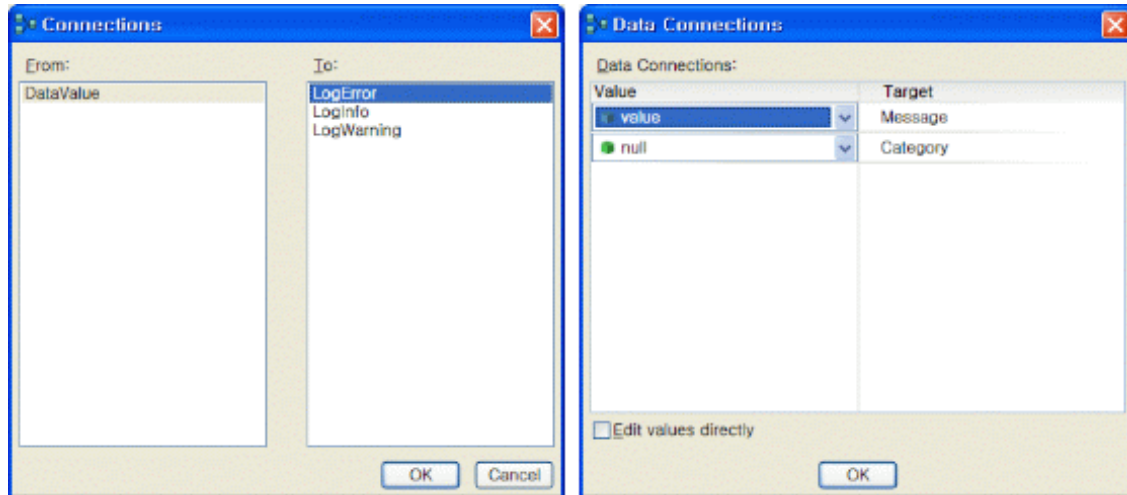 Connections
From:
To:
DataValue
LogError
LogInfo
LogWarning
OK
Cancel
Data Connections
Data Connections:
Value
Target
value
Message
null
Category
Edit values directly
OK